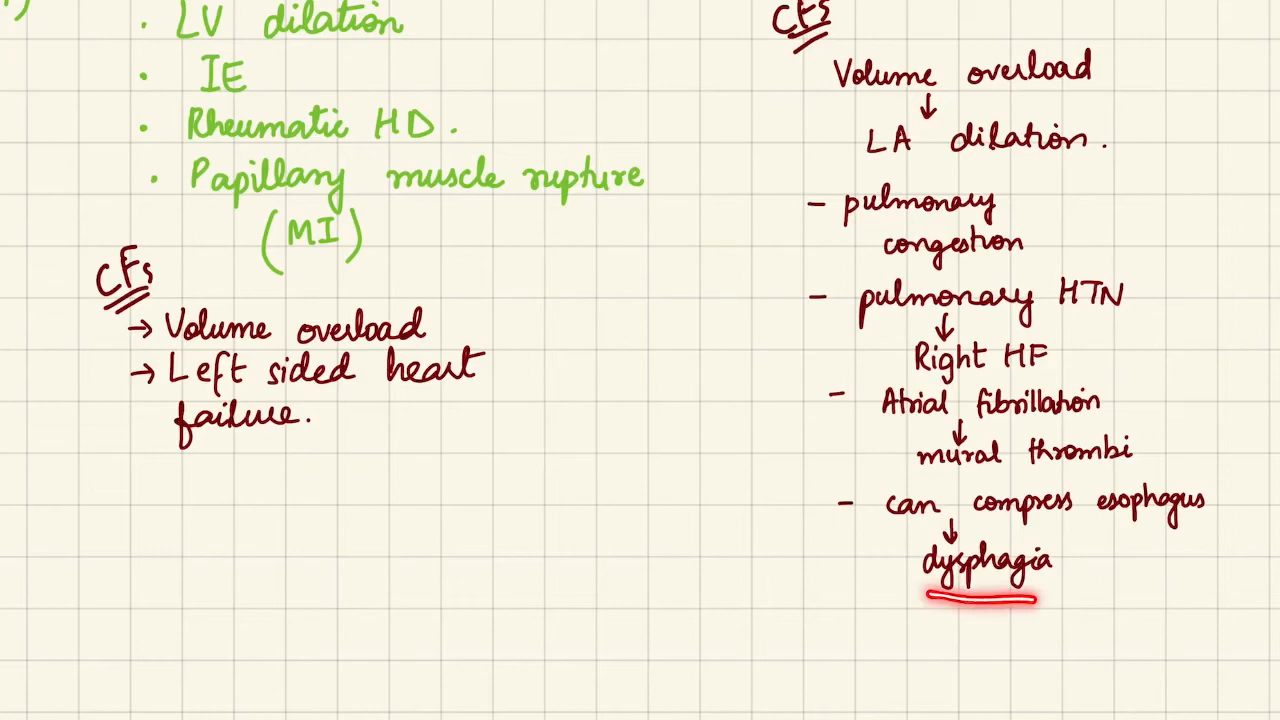 · LV dilation
· IE
· Rheumatic HD.
· Papillary muscle rupture
(MI)
CFs
→ Volume overload
→ Left sided heart
failure.
CFs
Volume overload
↓
LA dilation.
- pulmonary
congestion
- pulmonary HTN
↓
Right HF
- Atrial fibrillation
↓
mural thrombi
- can compress esophagus
↓
dysphagia